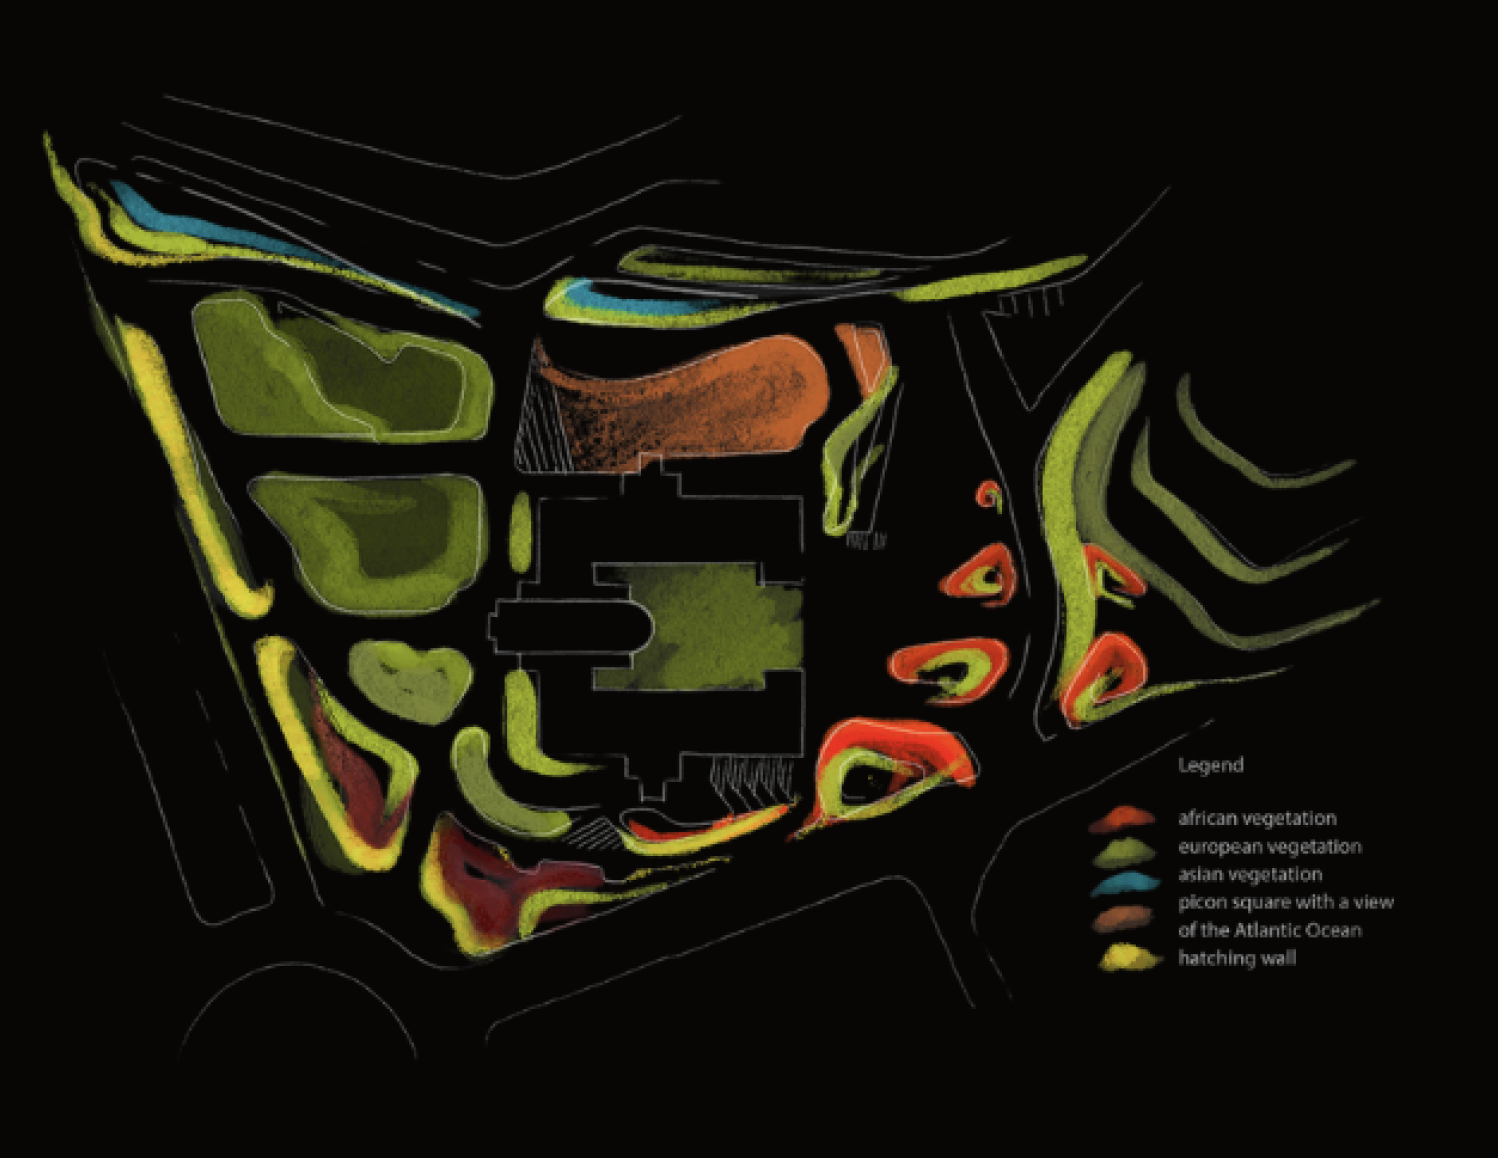 Legend
african vegetation
european vegetation
asian vegetation
picon square with a view
of the Atlantic Ocean
hatching wall